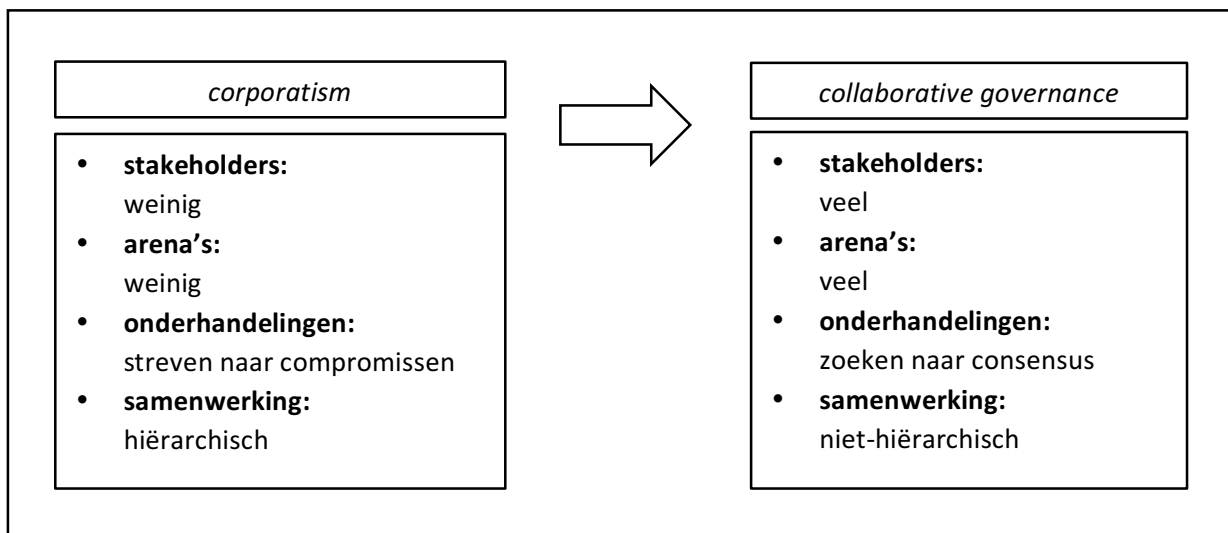 corporatism
• stakeholders:
weinig
• arena's:
weinig
• onderhandelingen:
streven naar compromissen
• samenwerking:
hiërarchisch
collaborative governance
• stakeholders:
veel
• arena's:
veel
• onderhandelingen:
zoeken naar consensus
• samenwerking:
niet-hiërarchisch